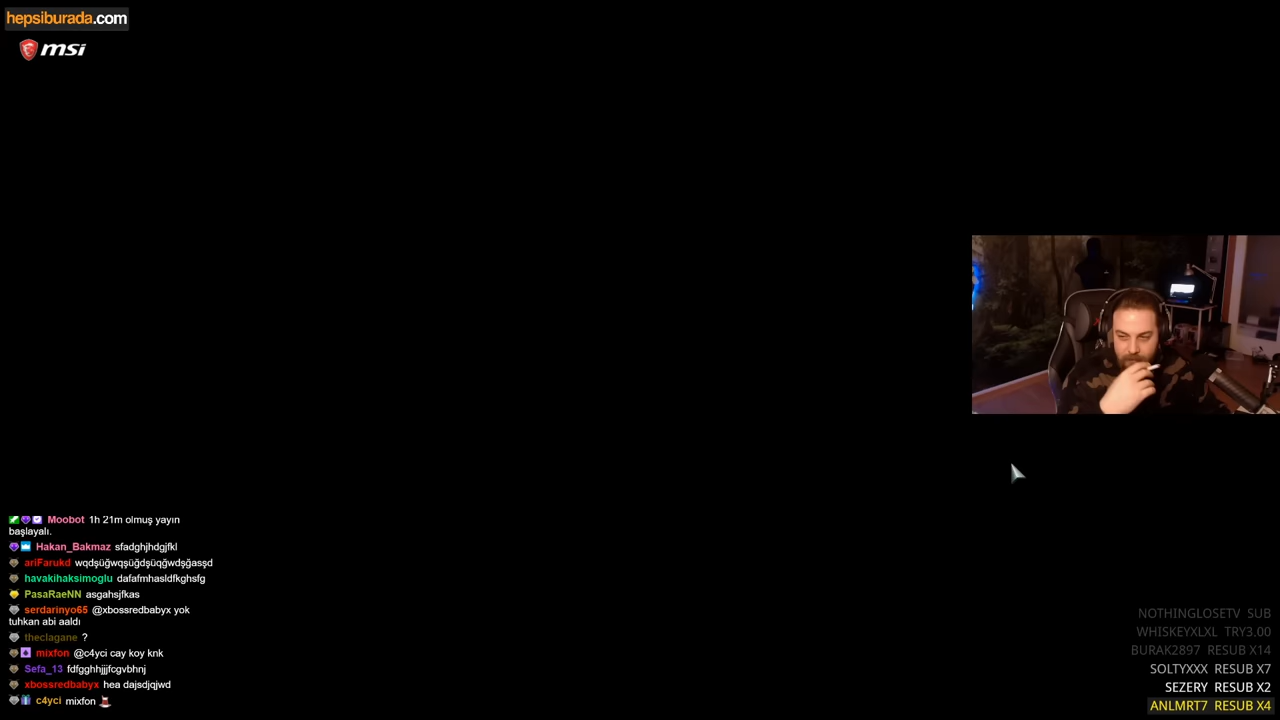 hepsiburada.com
msi
Moobot 1h 21m olmuş yayın
başlayalı.
Hakan_Bakmaz sfadghjhdgjfkl
ariFarukd wqdşüğwqşüğdşüqğwdşğasşd
havakihaksimoglu dafafmhasldfkghsfg
PasaRaeNN asgahsjfkas
serdarinyo65 @xbossredbabyx yok
tuhkan abi aaldı
theclagane ?
mixfon @c4yci cay koy knk
Sefa_13 fdfgghhjjjfcgvbhnj
xbossredbabyx hea dajsdjqjwd
c4yci mixfon
NOTHINGLOSETV SUB
WHISKEYXLXL TRY3.00
BURAK2897 RESUB X14
SOLTYXXX RESUB X7
SEZERY RESUB X2
ANLMRT7 RESUB X4